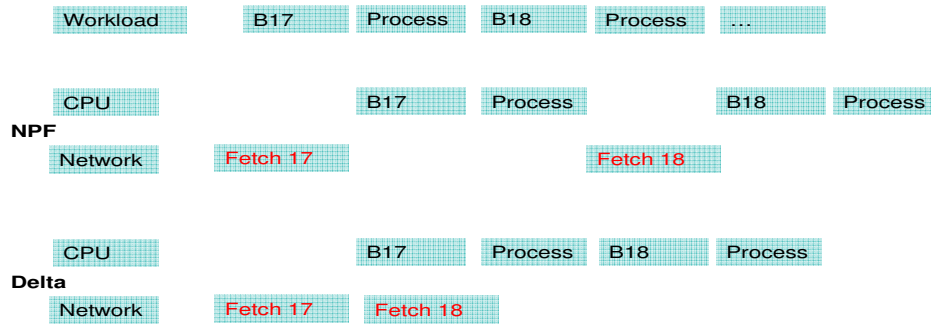 Workload B17 Process B18 Process ...
CPU B17 Process B18 Process
NPF
Network Fetch 17 Fetch 18
CPU B17 Process B18 Process
Delta
Network Fetch 17 Fetch 18